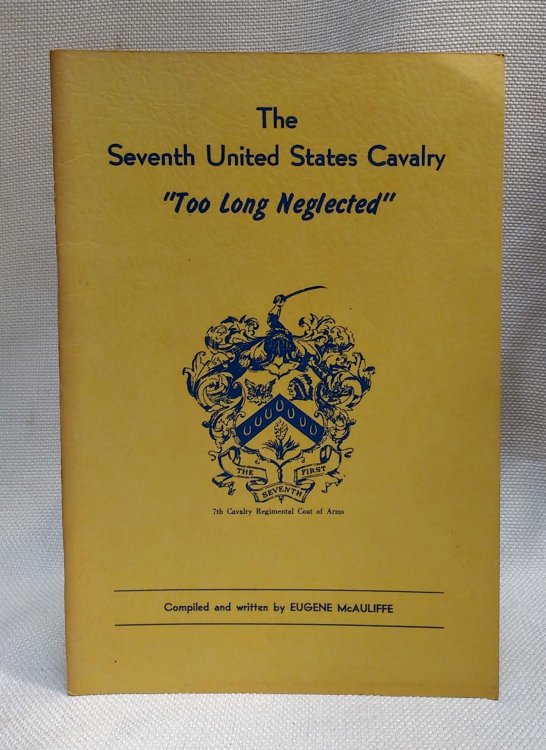 The
Seventh United States Cavalry
"Too Long Neglected"
THE SEVENTH FIRST
7th Cavalry Regimental Coat of Arms
Compiled and written by EUGENE McAULIFFE